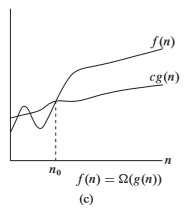 f(n)
cg(n)
n
n₀
f(n) = Ω(g(n))
(c)